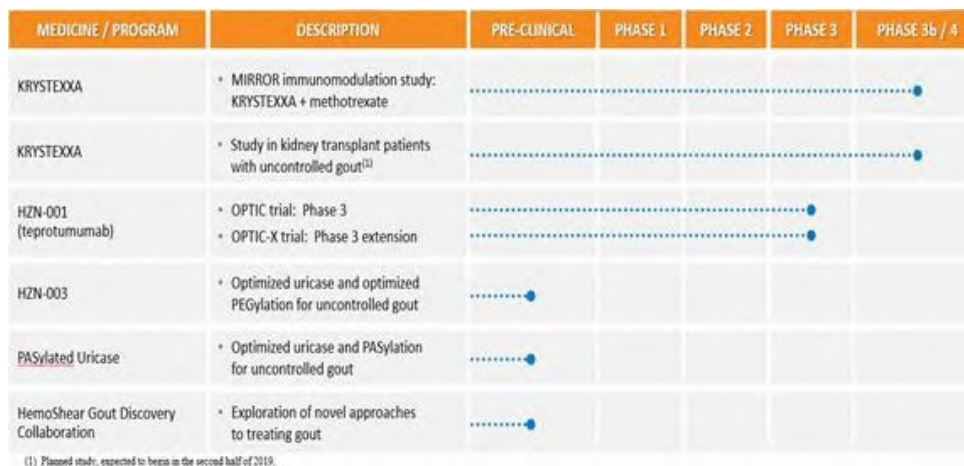 MEDICINE / PROGRAM DESCRIPTION PRE-CLINICAL PHASE 1 PHASE 2 PHASE 3 PHASE 3b / 4
KRYSTEXXA
• MIRROR immunomodulation study:
KRYSTEXXA + methotrexate
KRYSTEXXA
• Study in kidney transplant patients
with uncontrolled gout(1)
HZN-001
(teprotumumab)
• OPTIC trial: Phase 3
• OPTIC-X trial: Phase 3 extension
HZN-003
• Optimized uricase and optimized
PEGylation for uncontrolled gout
PASylated Uricase
• Optimized uricase and PASylation
for uncontrolled gout
HemoShear Gout Discovery
Collaboration
• Exploration of novel approaches
to treating gout
(1) Planned study, expected to begin in the second half of 2019.